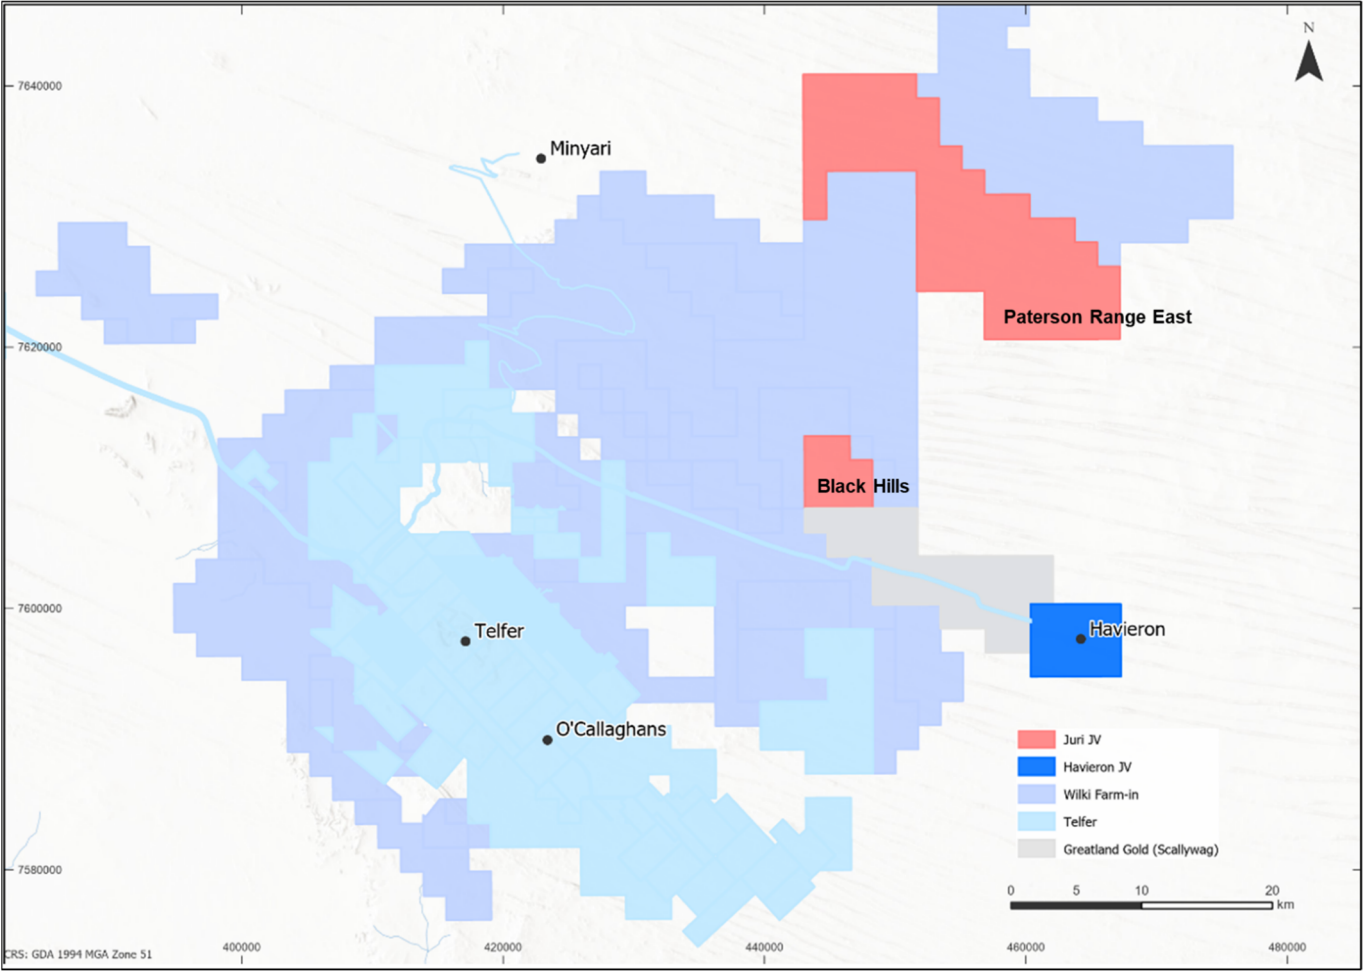 N
7640000
Minyari
Paterson Range East
7620000
Black Hills
7600000
Telfer
Havieron
O'Callaghans
Juri JV
Havieron JV
Wilki Farm-in
Telfer
Greatland Gold (Scallywag)
7580000
0 5 10 20
km
400000 420000 440000 460000 480000
CRS: GDA 1994 MGA Zone 51